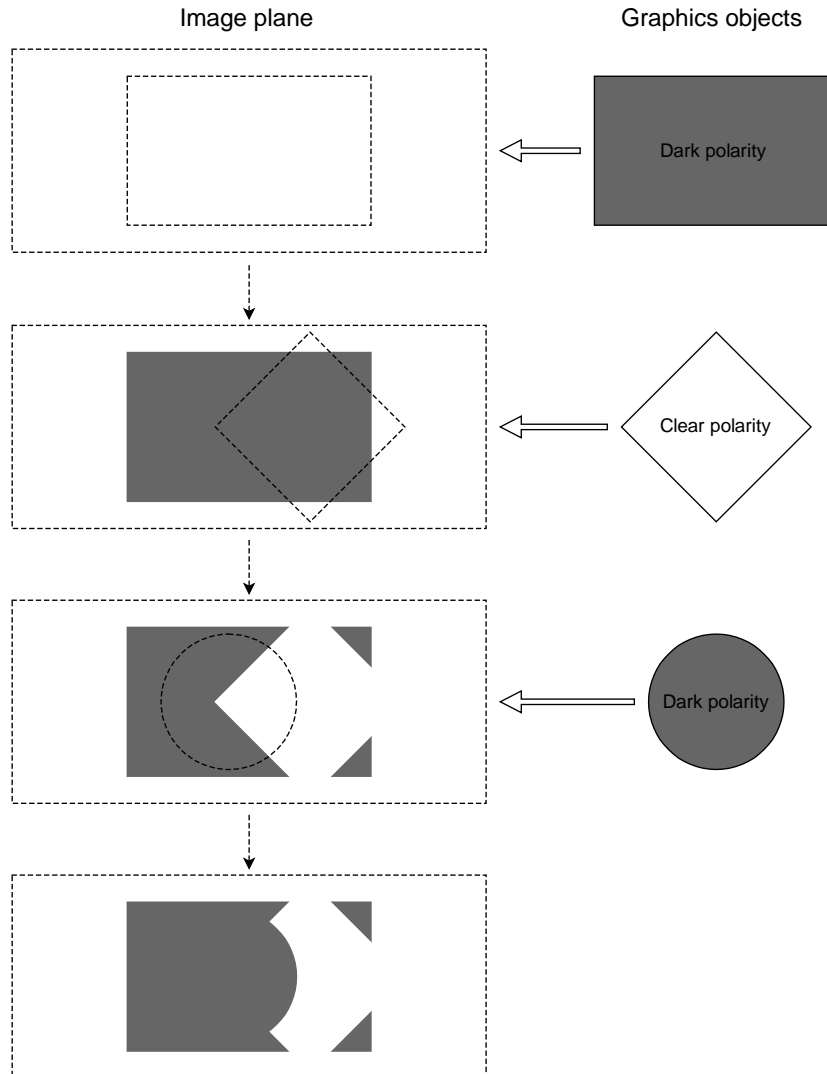 Image plane
Graphics objects
Dark polarity
Clear polarity
Dark polarity